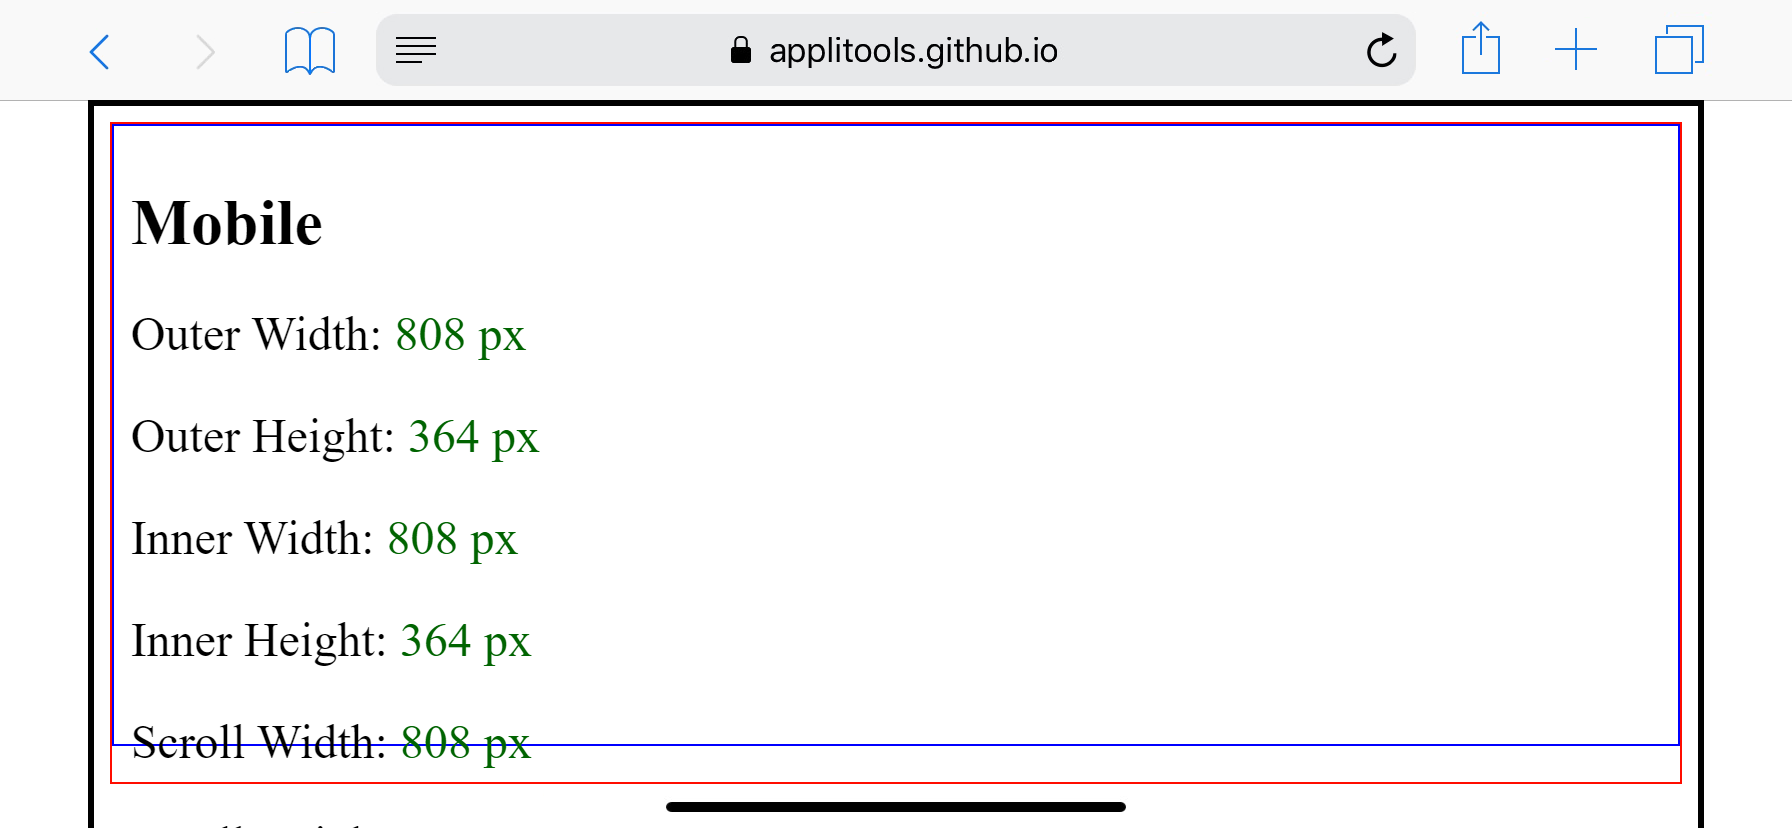 applitools.github.io
Mobile
Outer Width: 808 px
Outer Height: 364 px
Inner Width: 808 px
Inner Height: 364 px
Scroll Width: 808 px